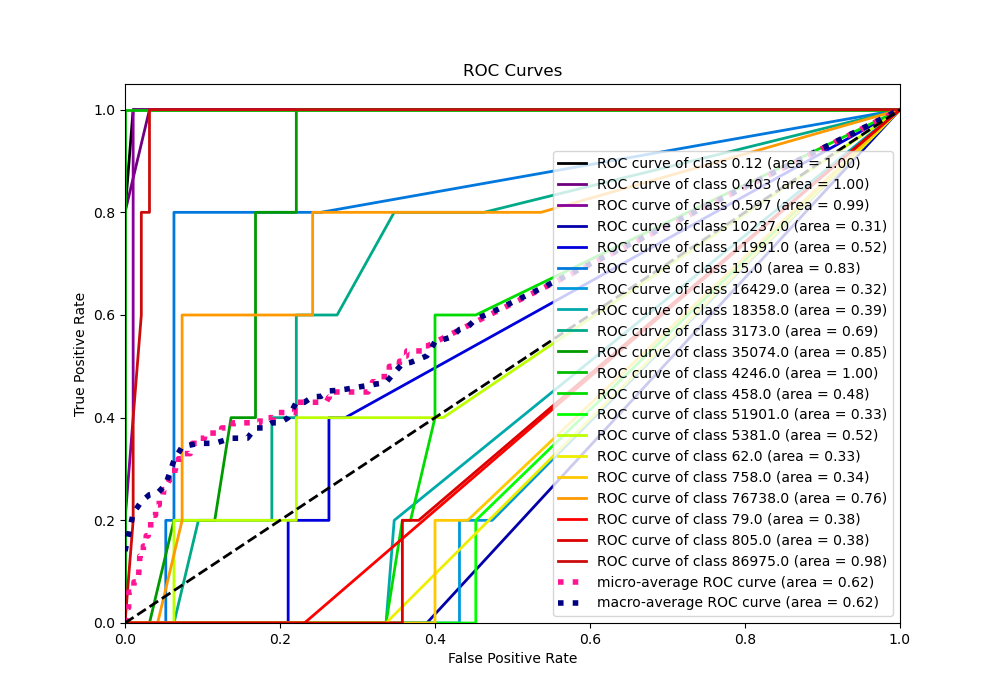 ROC Curves
True Positive Rate
1.0
0.8
0.6
0.4
0.2
0.0
ROC curve of class 0.12 (area = 1.00)
ROC curve of class 0.403 (area = 1.00)
ROC curve of class 0.597 (area = 0.99)
ROC curve of class 10237.0 (area = 0.31)
ROC curve of class 11991.0 (area = 0.52)
ROC curve of class 15.0 (area = 0.83)
ROC curve of class 16429.0 (area = 0.32)
ROC curve of class 18358.0 (area = 0.39)
ROC curve of class 3173.0 (area = 0.69)
ROC curve of class 35074.0 (area = 0.85)
ROC curve of class 4246.0 (area = 1.00)
ROC curve of class 458.0 (area = 0.48)
ROC curve of class 51901.0 (area = 0.33)
ROC curve of class 5381.0 (area = 0.52)
ROC curve of class 62.0 (area = 0.33)
ROC curve of class 758.0 (area = 0.34)
ROC curve of class 76738.0 (area = 0.76)
ROC curve of class 79.0 (area = 0.38)
ROC curve of class 805.0 (area = 0.38)
ROC curve of class 86975.0 (area = 0.98)
micro-average ROC curve (area = 0.62)
macro-average ROC curve (area = 0.62)
0.0 0.2 0.4 0.6 0.8 1.0
False Positive Rate